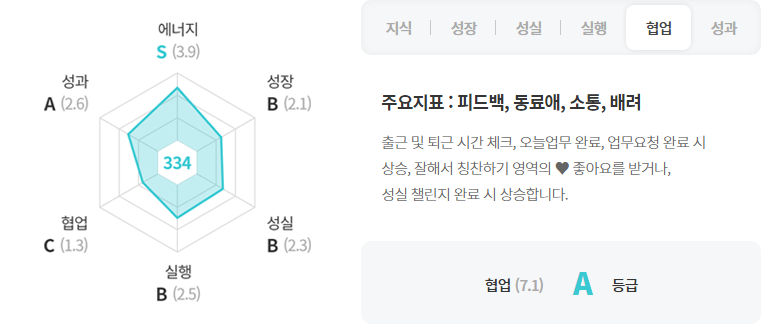 에너지
S (3.9)
성과
A (2.6)
성장
B (2.1)
334
협업
C (1.3)
성실
B (2.3)
실행
B (2.5)
지식 성장 성실 실행 협업 성과
주요지표 : 피드백, 동료애, 소통, 배려
출근 및 퇴근 시간 체크, 오늘업무 완료, 업무요청 완료 시
상승, 잘해서 칭찬하기 영역의 ♥ 좋아요를 받거나,
성실 챌린지 완료 시 상승합니다.
협업 (7.1) A 등급